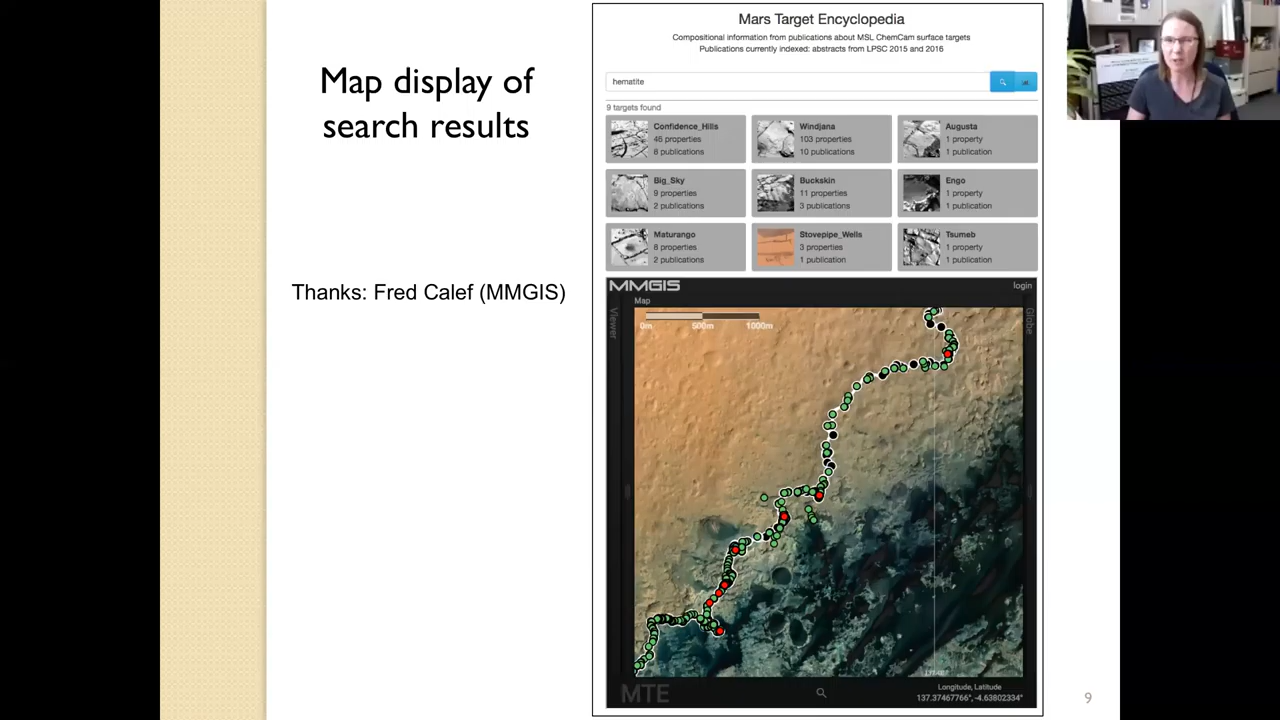 Map display of
search results
Thanks: Fred Calef (MMGIS)
Mars Target Encyclopedia
Compositional information from publications about MSL ChemCam surface targets
Publications currently indexed: abstracts from LPSC 2015 and 2016
hematite
9 targets found
Confidence_Hills
46 properties
8 publications
Windjana
103 properties
10 publications
Augusta
1 property
1 publication
Big_Sky
9 properties
2 publications
Buckskin
11 properties
3 publications
Engo
1 property
1 publication
Maturango
8 properties
2 publications
Stovepipe_Wells
3 properties
1 publication
Tsumeb
1 property
1 publication
MMGIS
login
Map
Viewer
Globe
0m 500m 1000m
MTE
Longitude, Latitude
137.37467766°, -4.63802334°
9